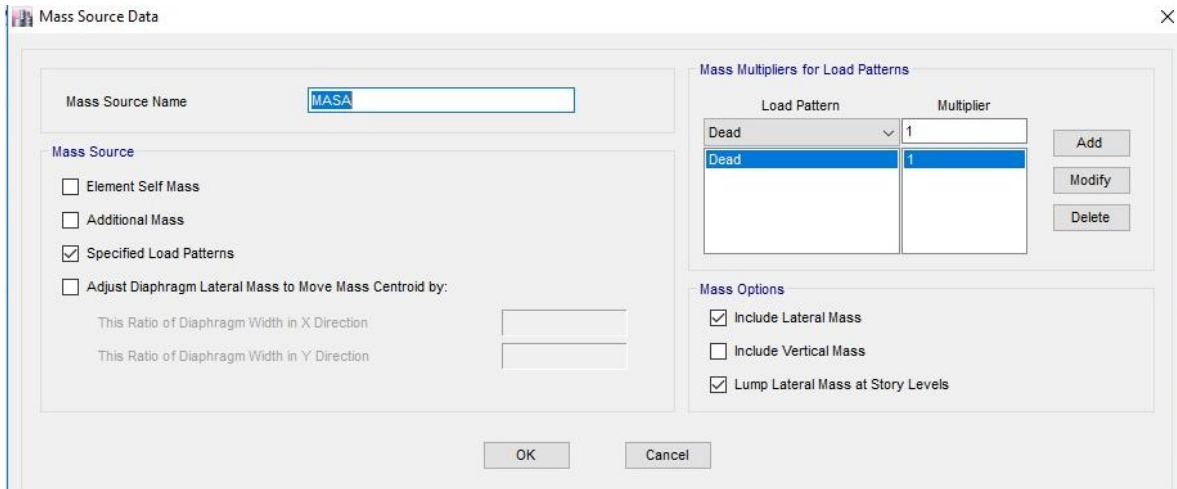 Mass Source Data
Mass Source Name
MASA
Mass Source
Element Self Mass
Additional Mass
Specified Load Patterns
Adjust Diaphragm Lateral Mass to Move Mass Centroid by:
This Ratio of Diaphragm Width in X Direction
This Ratio of Diaphragm Width in Y Direction
Mass Multipliers for Load Patterns
Load Pattern Multiplier
Dead 1
Dead 1
Add
Modify
Delete
Mass Options
Include Lateral Mass
Include Vertical Mass
Lump Lateral Mass at Story Levels
OK Cancel